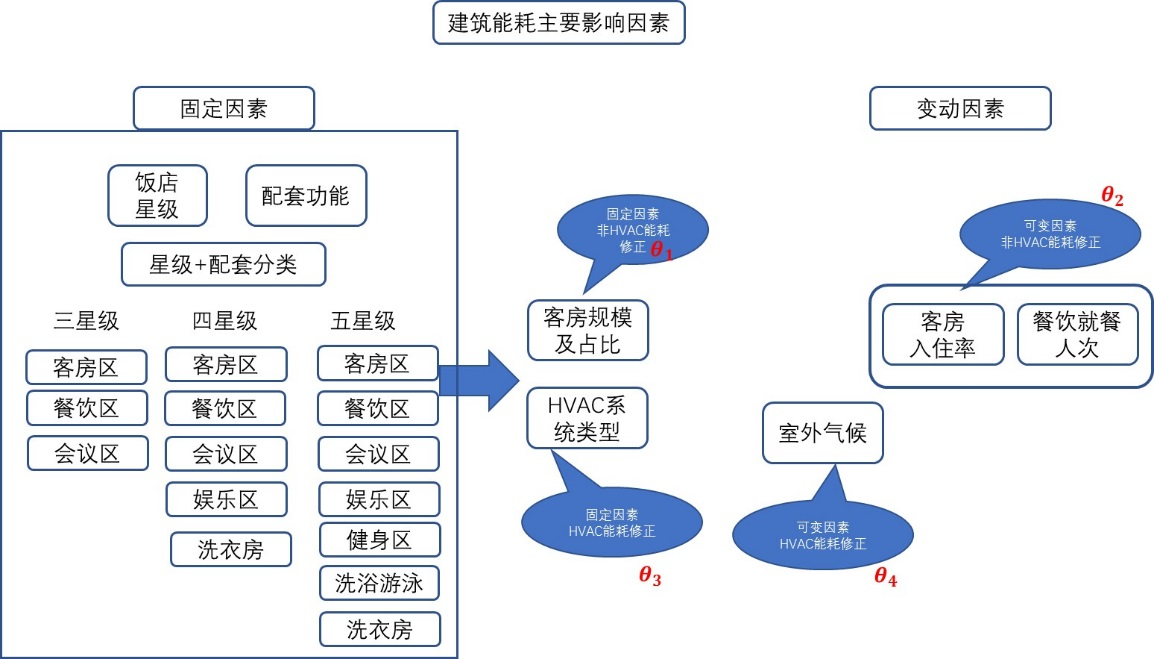 建筑能耗主要影响因素
固定因素
变动因素
饭店
星级
配套功能
星级+配套分类
三星级
四星级
五星级
客房区
餐饮区
会议区
客房区
餐饮区
会议区
娱乐区
洗衣房
客房区
餐饮区
会议区
娱乐区
健身区
洗浴游泳
洗衣房
固定因素
非HVAC能耗
修正 θ₁
客房规模
及占比
HVAC系
统类型
固定因素
HVAC能耗修正
θ₃
θ₂
可变因素
非HVAC能耗修正
客房
入住率
餐饮就餐
人次
室外气候
可变因素
HVAC能耗修正
θ₄